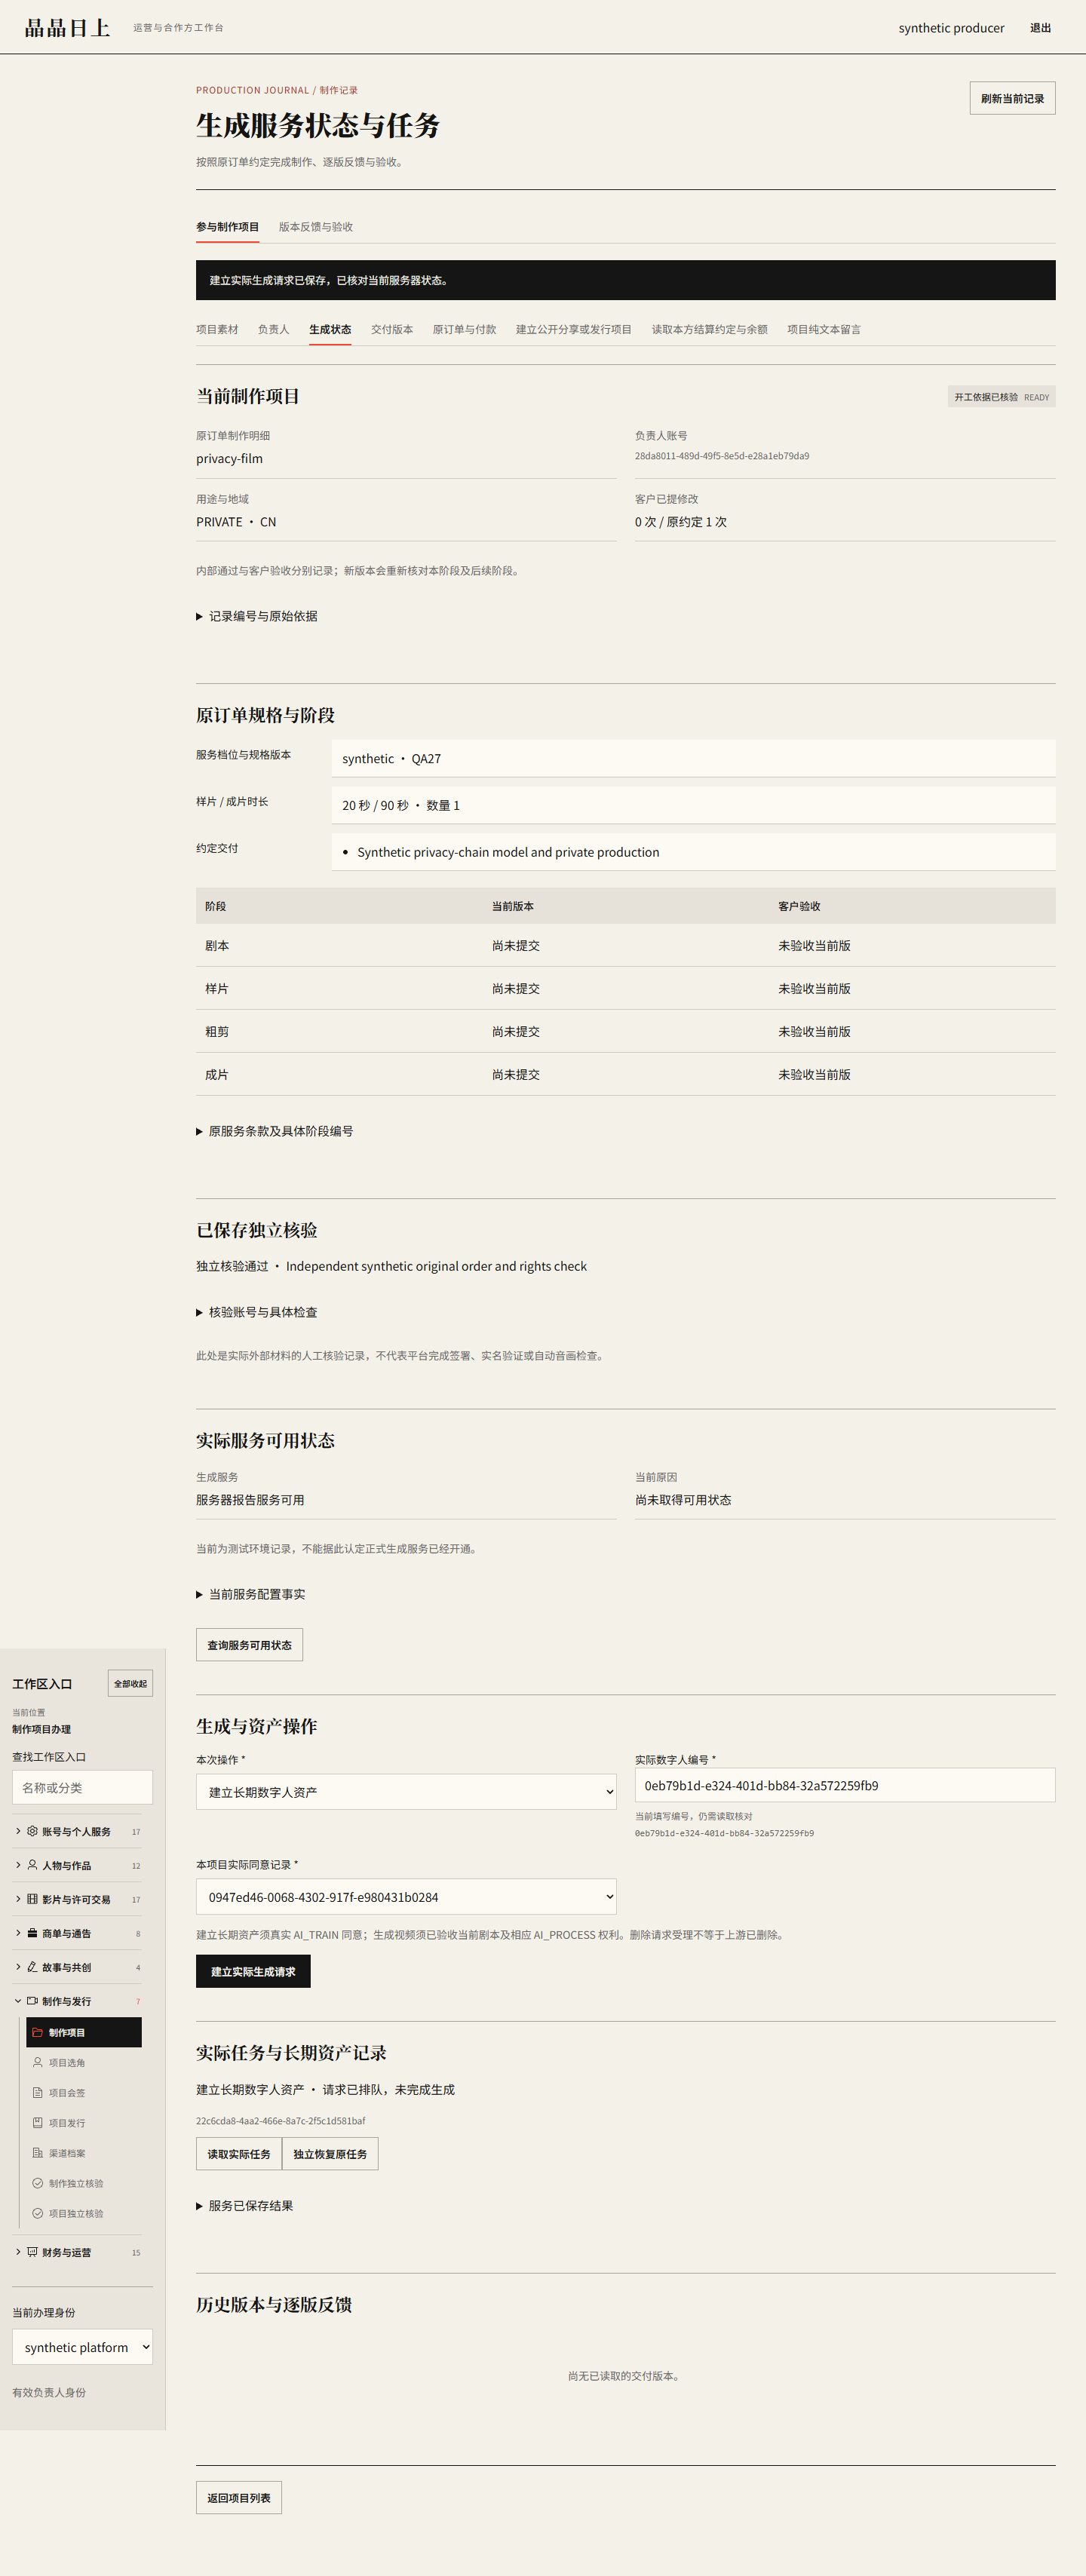 晶晶日上
运营与合作方工作台
synthetic producer
退出
PRODUCTION JOURNAL / 制作记录
刷新当前记录
生成服务状态与任务
按照原订单约定完成制作、逐版反馈与验收。
参与制作项目
版本反馈与验收
建立实际生成请求已保存，已核对当前服务器状态。
项目素材
负责人
生成状态
交付版本
原订单与付款
建立公开分享或发行项目
读取本方结算约定与余额
项目纯文本留言
当前制作项目
开工依据已核验 READY
原订单制作明细
privacy-film
负责人账号
28da8011-489d-49f5-8e5d-e28a1eb79da9
用途与地域
PRIVATE · CN
客户已提修改
0 次 / 原约定 1 次
内部通过与客户验收分别记录；新版本会重新核对本阶段及后续阶段。
记录编号与原始依据
原订单规格与阶段
服务档位与规格版本
synthetic · QA27
样片 / 成片时长
20 秒 / 90 秒 · 数量 1
约定交付
• Synthetic privacy-chain model and private production
阶段
当前版本
客户验收
剧本
尚未提交
未验收当前版
样片
尚未提交
未验收当前版
粗剪
尚未提交
未验收当前版
成片
尚未提交
未验收当前版
原服务条款及具体阶段编号
已保存独立核验
独立核验通过 · Independent synthetic original order and rights check
核验账号与具体检查
此处是实际外部材料的人工核验记录，不代表平台完成签署、实名验证或自动音画检查。
实际服务可用状态
生成服务
服务器报告服务可用
当前原因
尚未取得可用状态
当前为测试环境记录，不能据此认定正式生成服务已经开通。
当前服务配置事实
查询服务可用状态
生成与资产操作
本次操作 *
建立长期数字人资产
实际数字人编号 *
0eb79b1d-e324-401d-bb84-32a572259fb9
当前填写编号，仍需读取核对
0eb79b1d-e324-401d-bb84-32a572259fb9
本项目实际同意记录 *
0947ed46-0068-4302-917f-e980431b0284
建立长期资产须真实 AI_TRAIN 同意；生成视频须已验收当前剧本及相应 AI_PROCESS 权利。删除请求受理不等于上游已删除。
建立实际生成请求
实际任务与长期资产记录
建立长期数字人资产 · 请求已排队，未完成生成
22c6cda8-4aa2-466e-8a7c-2f5c1d581baf
读取实际任务
独立恢复原任务
服务已保存结果
历史版本与逐版反馈
尚无已读取的交付版本。
返回项目列表
工作区入口
全部收起
当前位置
制作项目办理
查找工作区入口
名称或分类
账号与个人服务 17
人物与作品 12
影片与许可交易 17
商单与通告 8
故事与共创 4
制作与发行 7
制作项目
项目选角
项目会签
项目发行
渠道档案
制作独立核验
项目独立核验
财务与运营 15
当前办理身份
synthetic platform
有效负责人身份